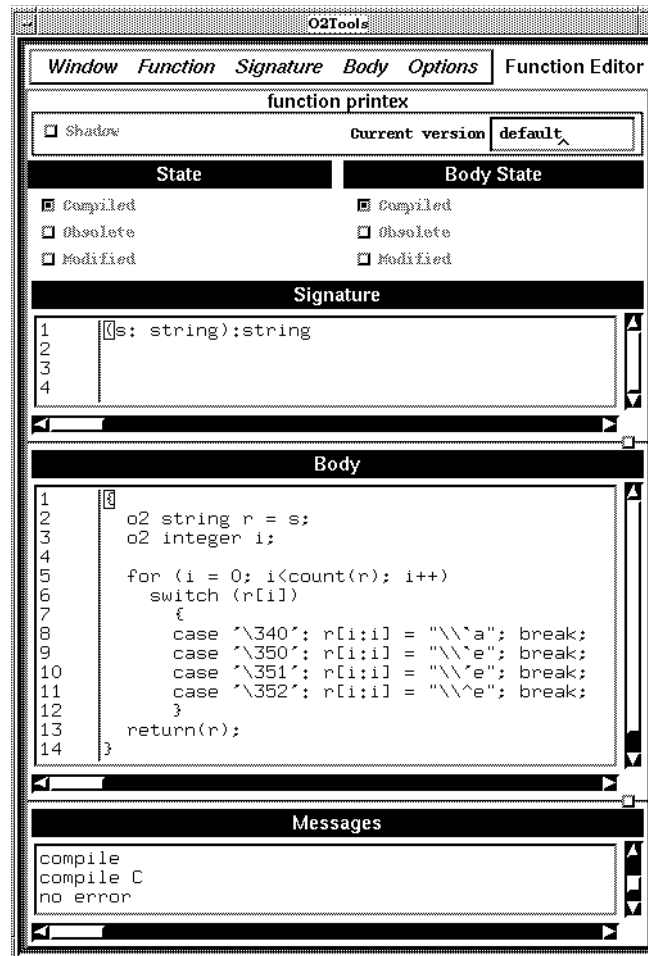 O2Tools
Window Function Signature Body Options Function Editor
function printex
Shadow Current version default
State Body State
Compiled Compiled
Obsolete Obsolete
Modified Modified
Signature
1 (s: string):string
2
3
4
Body
1 {
2 o2 string r = s;
3 o2 integer i;
4
5 for (i = 0; i<count(r); i++)
6 switch (r[i])
7 {
8 case '\340': r[i:i] = "\\`a"; break;
9 case '\350': r[i:i] = "\\`e"; break;
10 case '\351': r[i:i] = "\\'e"; break;
11 case '\352': r[i:i] = "\\^e"; break;
12 }
13 return(r);
14 }
Messages
compile
compile C
no error